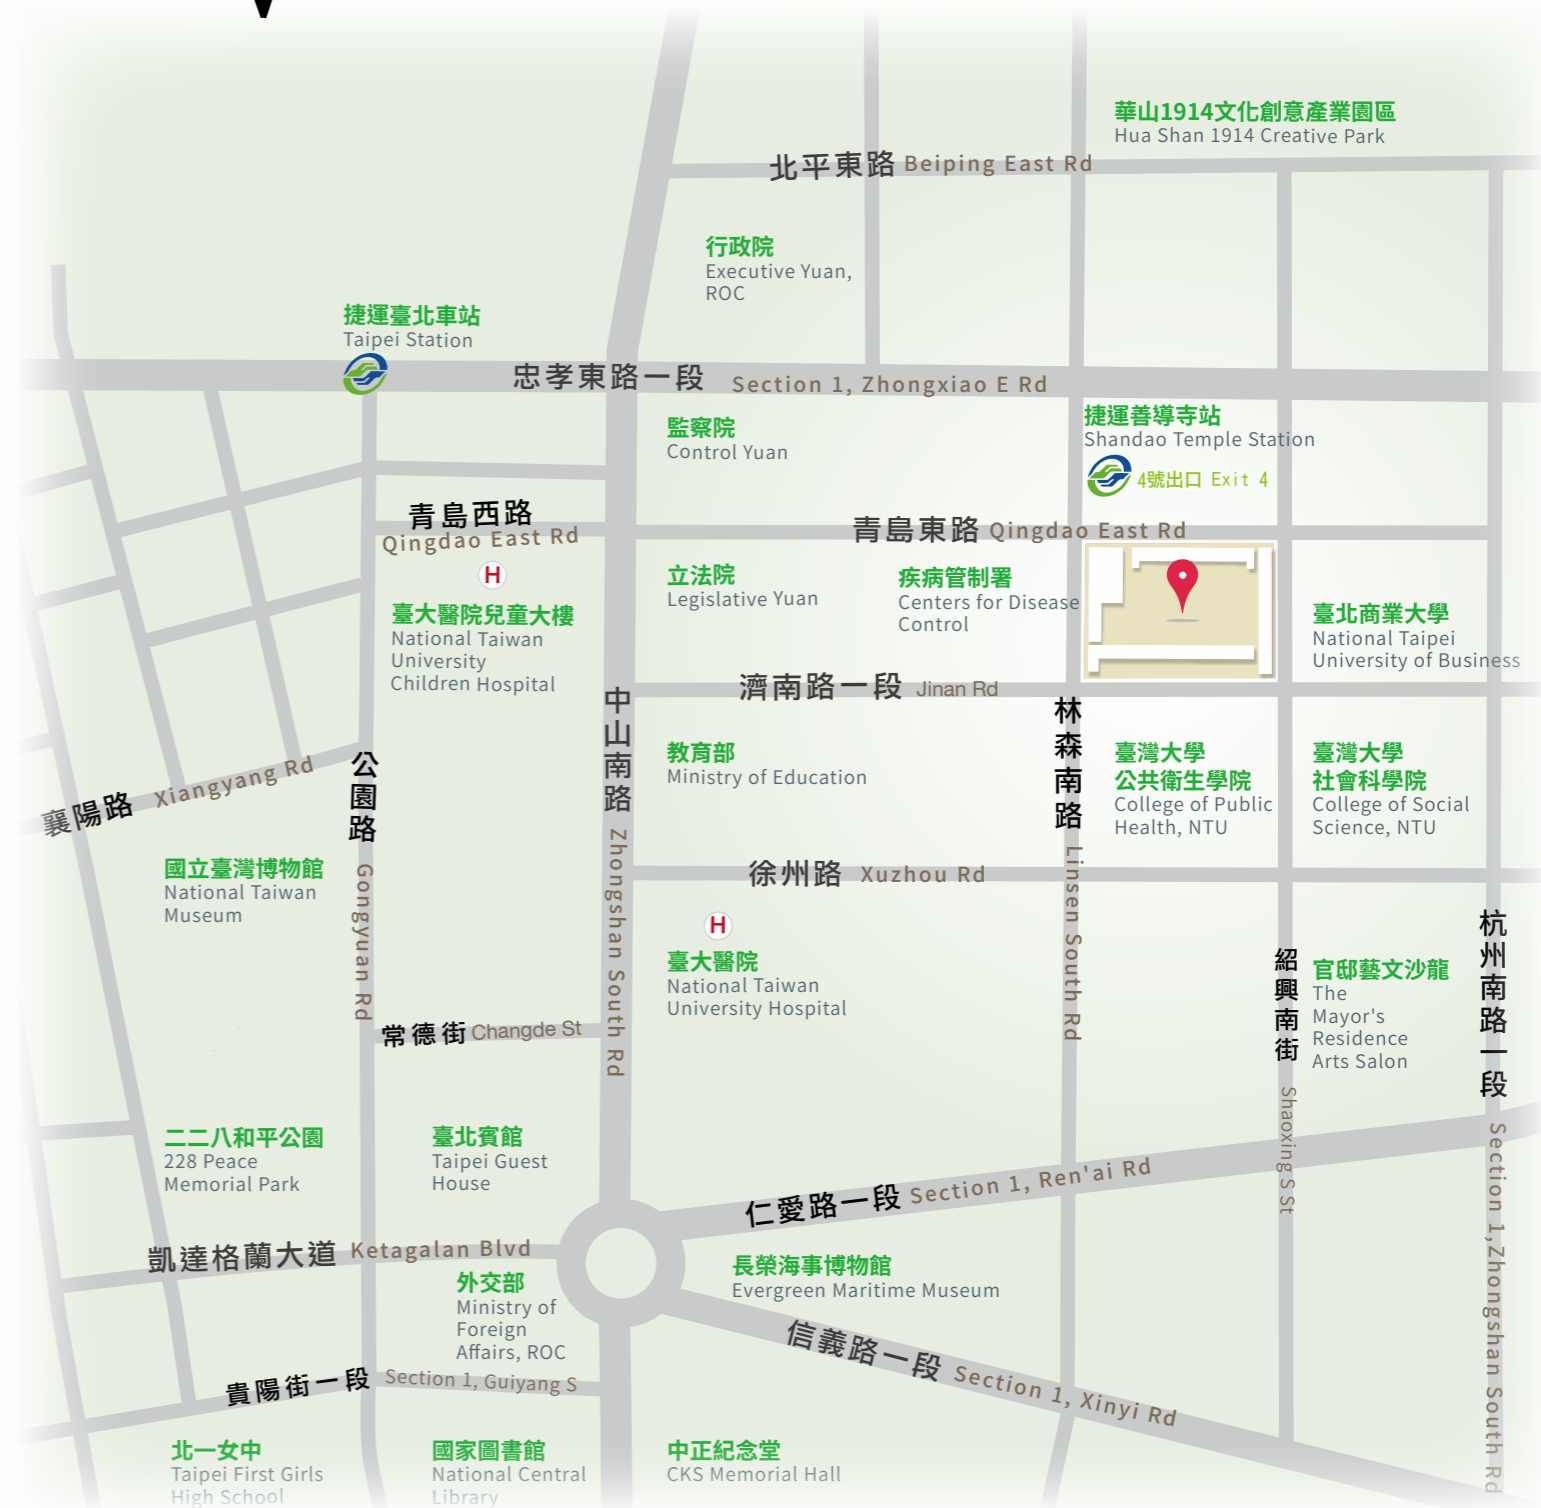 華山1914文化創意產業園區
Hua Shan 1914 Creative Park
北平東路 Beiping East Rd
行政院
Executive Yuan,
ROC
捷運臺北車站
Taipei Station
忠孝東路一段 Section 1, Zhongxiao E Rd
監察院
Control Yuan
捷運善導寺站
Shandao Temple Station
4號出口 Exit 4
青島西路
Qingdao East Rd
青島東路 Qingdao East Rd
H
臺大醫院兒童大樓
National Taiwan
University
Children Hospital
立法院
Legislative Yuan
疾病管制署
Centers for Disease
Control
臺北商業大學
National Taipei
University of Business
濟南路一段 Jinan Rd
中山南路 Zhongshan South Rd
林森南路 Linsen South Rd
公園路 Gongyuan Rd
襄陽路 Xiangyang Rd
教育部
Ministry of Education
臺灣大學
公共衛生學院
College of Public
Health, NTU
臺灣大學
社會科學院
College of Social
Science, NTU
國立臺灣博物館
National Taiwan
Museum
徐州路 Xuzhou Rd
H
臺大醫院
National Taiwan
University Hospital
紹興南街 Shaoxing S St
官邸藝文沙龍
The
Mayor's
Residence
Arts Salon
杭州南路一段 Section 1,Zhongshan South Rd
常德街 Changde St
二二八和平公園
228 Peace
Memorial Park
臺北賓館
Taipei Guest
House
仁愛路一段 Section 1, Ren'ai Rd
凱達格蘭大道 Ketagalan Blvd
外交部
Ministry of
Foreign
Affairs, ROC
長榮海事博物館
Evergreen Maritime Museum
信義路一段 Section 1, Xinyi Rd
貴陽街一段 Section 1, Guiyang S
北一女中
Taipei First Girls
High School
國家圖書館
National Central
Library
中正紀念堂
CKS Memorial Hall